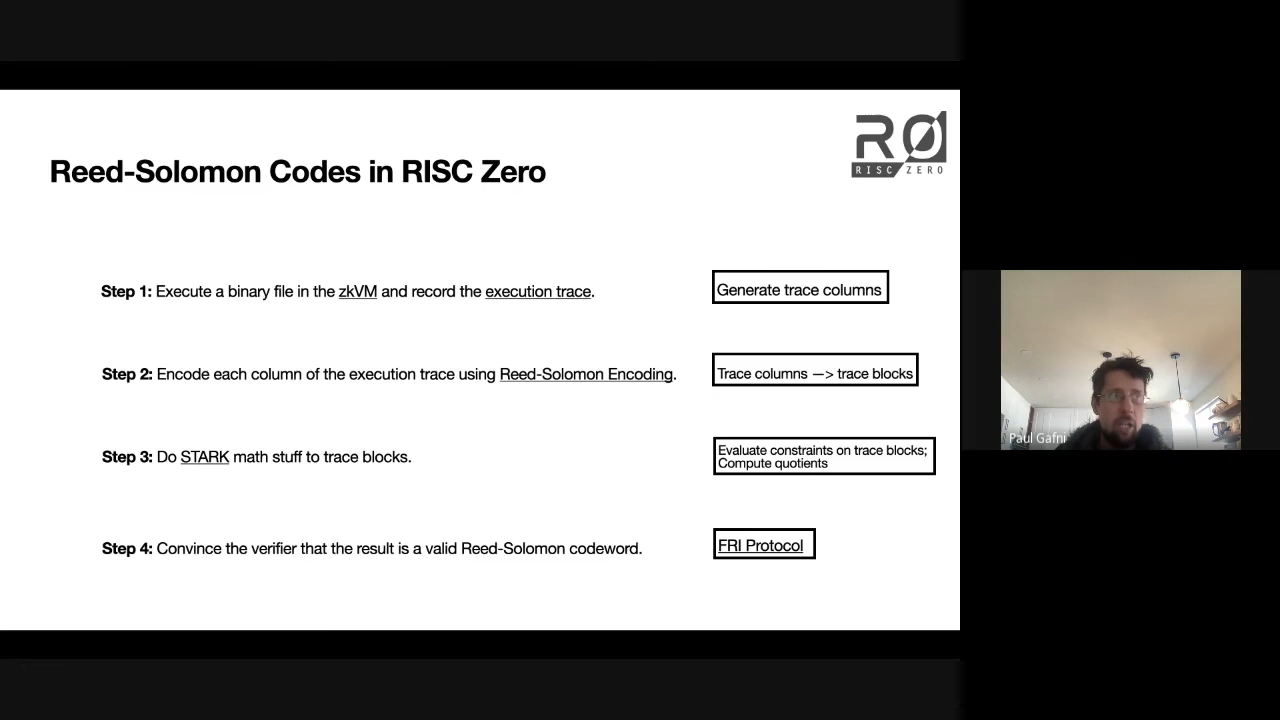 RØ
RISC ZERO
Reed-Solomon Codes in RISC Zero
Step 1: Execute a binary file in the zkVM and record the execution trace.
Generate trace columns
Step 2: Encode each column of the execution trace using Reed-Solomon Encoding.
Trace columns —> trace blocks
Step 3: Do STARK math stuff to trace blocks.
Evaluate constraints on trace blocks;
Compute quotients
Step 4: Convince the verifier that the result is a valid Reed-Solomon codeword.
FRI Protocol
Paul Gafni